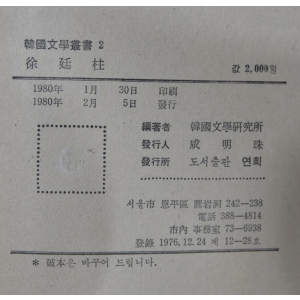 韓國文學叢書 2
徐廷柱
값 2,000원
1980年 1月 30日 印刷
1980年 2月 5日 發行
編著者 韓國文學硏究所
發行人 成明珠
發行所 도서출판 연희
서울市 恩平區 鷹岩洞 242―238
電話 388―4814
市內 事務室 73―6938
登錄 1976.12.24 제 12―28호
* 破本은 바꾸어 드립니다.